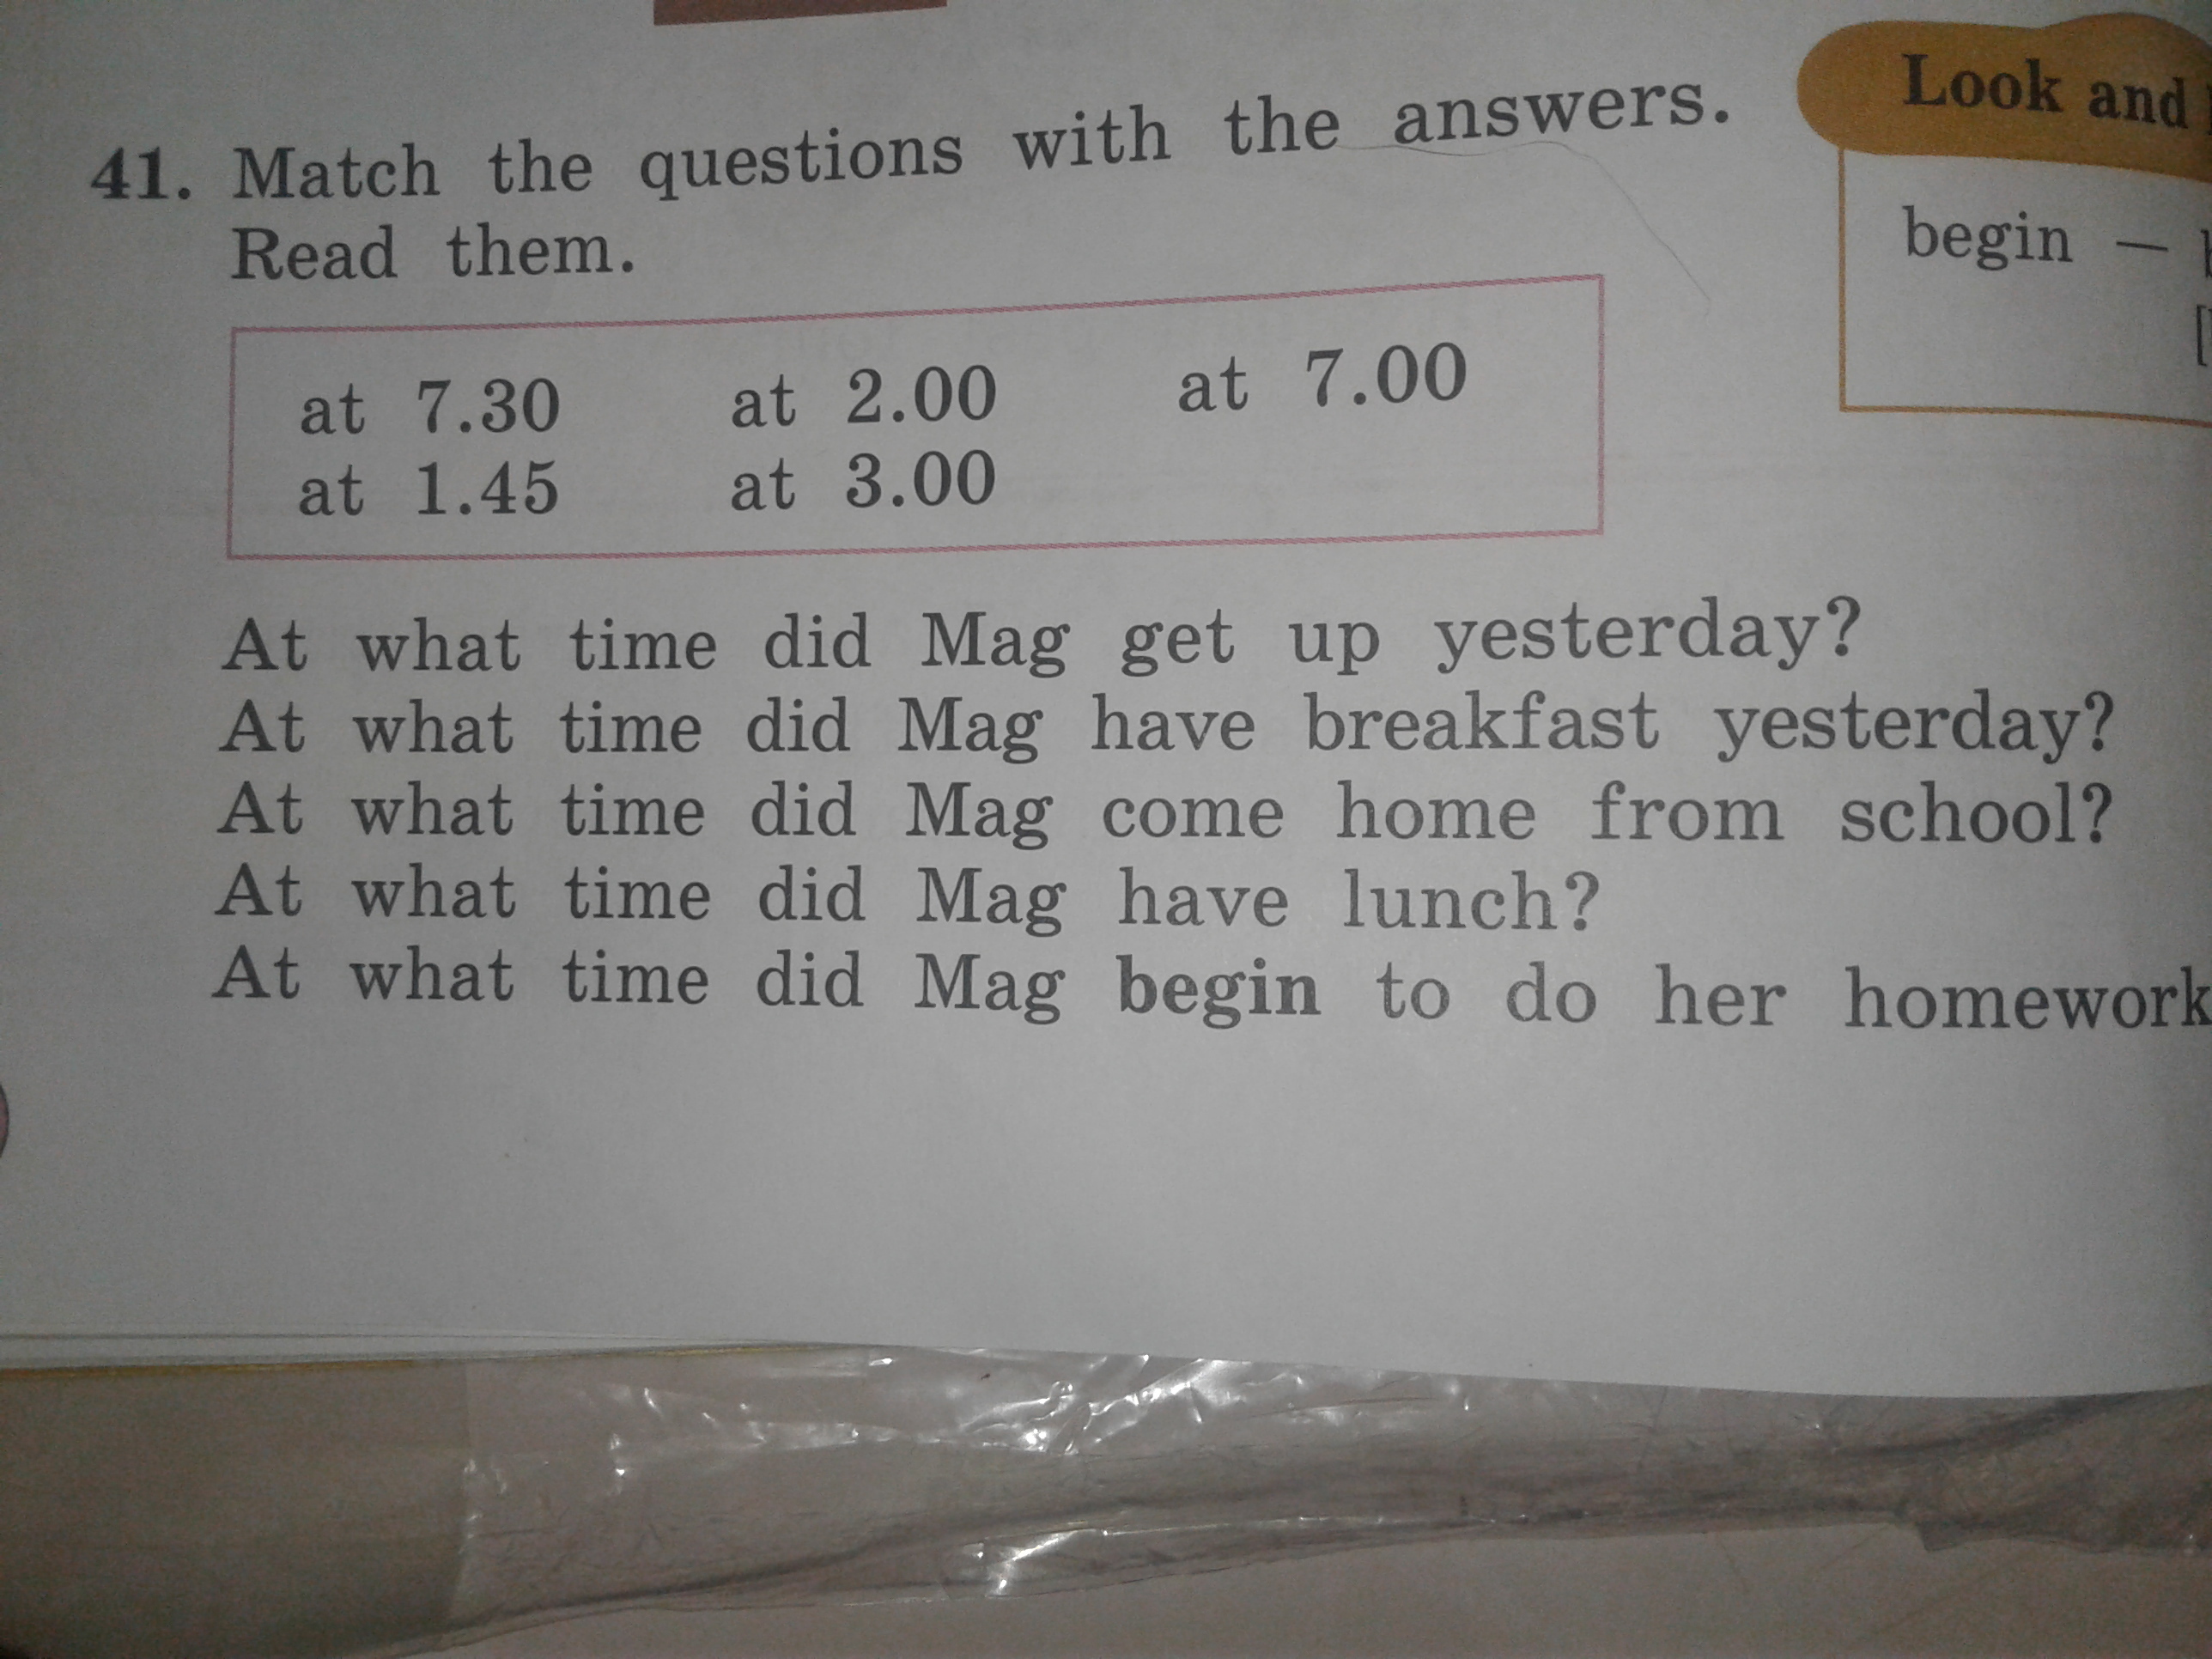 41. Match the questions with the answers.
Read them.
at 7.30 at 2.00 at 7.00
at 1.45 at 3.00
At what time did Mag get up yesterday?
At what time did Mag have breakfast yesterday?
At what time did Mag come home from school?
At what time did Mag have lunch?
At what time did Mag begin to do her homework
Look and
begin —
[